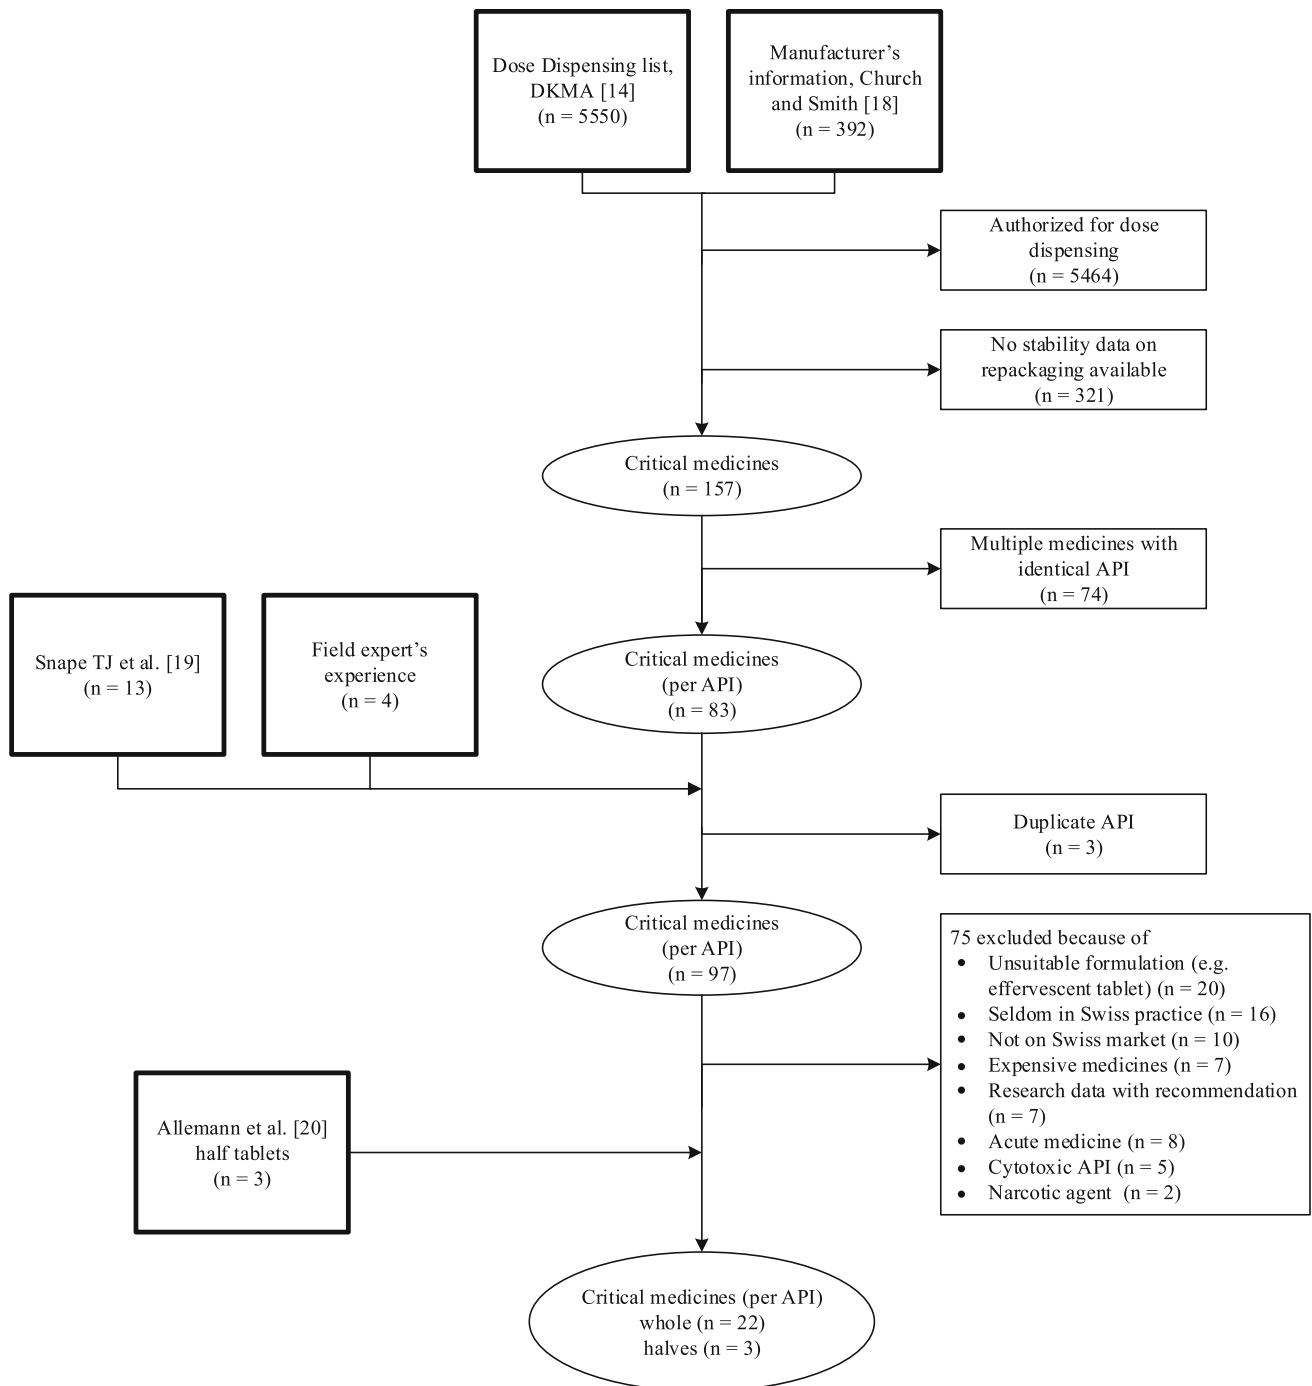 Dose Dispensing list,
DKMA [14]
(n = 5550)
Manufacturer’s
information, Church
and Smith [18]
(n = 392)
Authorized for dose
dispensing
(n = 5464)
No stability data on
repackaging available
(n = 321)
Critical medicines
(n = 157)
Multiple medicines with
identical API
(n = 74)
Snape TJ et al. [19]
(n = 13)
Field expert’s
experience
(n = 4)
Critical medicines
(per API)
(n = 83)
Duplicate API
(n = 3)
Critical medicines
(per API)
(n = 97)
75 excluded because of
• Unsuitable formulation (e.g.
effervescent tablet) (n = 20)
• Seldom in Swiss practice (n = 16)
• Not on Swiss market (n = 10)
• Expensive medicines (n = 7)
• Research data with recommendation
(n = 7)
• Acute medicine (n = 8)
• Cytotoxic API (n = 5)
• Narcotic agent (n = 2)
Allemann et al. [20]
half tablets
(n = 3)
Critical medicines (per API)
whole (n = 22)
halves (n = 3)